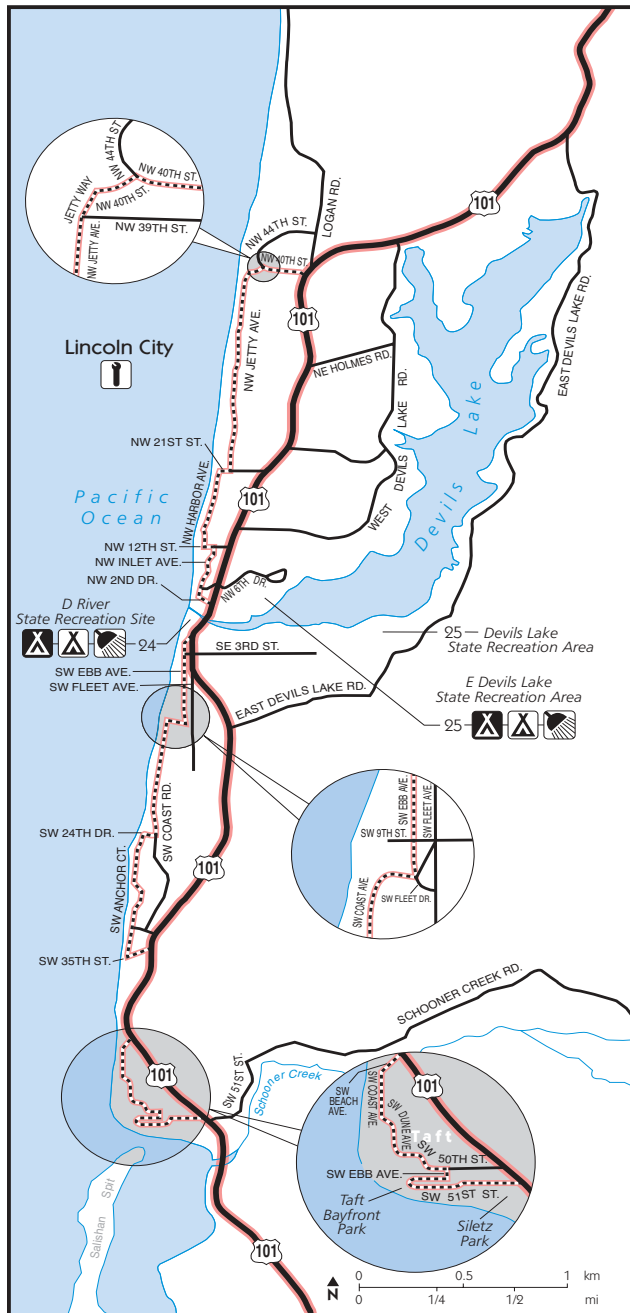 NW 44TH ST
NW 40TH ST.
JETTY WAY
NW 40TH ST.
NW 39TH ST.
NW JETTY AVE.
LOGAN RD.
NW 44TH ST.
NW 40TH ST.
101
101
EAST DEVILS LAKE RD.
NW JETTY AVE.
Lincoln City
NE HOLMES RD.
WEST DEVILS LAKE RD.
Devils Lake
NW 21ST ST.
NW HARBOR AVE.
101
Pacific
Ocean
NW 12TH ST.
NW INLET AVE.
NW 2ND DR.
NW 6TH DR.
D River
State Recreation Site
24
25
Devils Lake
State Recreation Area
SE 3RD ST.
SW EBB AVE.
SW FLEET AVE.
EAST DEVILS LAKE RD.
E Devils Lake
State Recreation Area
25
SW COAST RD.
SW EBB AVE.
SW FLEET AVE.
SW 9TH ST.
SW COAST AVE.
SW FLEET DR.
SW 24TH DR.
SW ANCHOR CT.
101
SW 35TH ST.
SCHOONER CREEK RD.
SW 51ST ST.
Schooner Creek
101
101
SW
BEACH
AVE.
SW COAST AVE.
SW DUNE AVE.
Taft
SW 50TH ST.
SW EBB AVE.
SW 51ST ST.
Taft
Bayfront
Park
Siletz
Park
Salishan Spit
101
N
0 0.5 1 km
0 1/4 1/2 mi